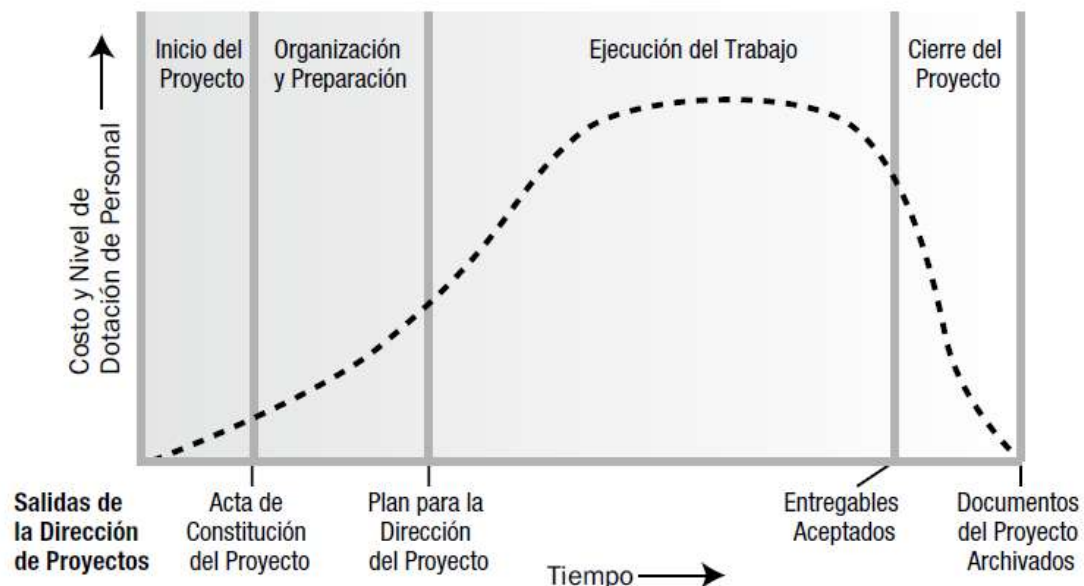 Inicio del
Proyecto
Organización
y Preparación
Ejecución del Trabajo
Cierre del
Proyecto
Costo y Nivel de
Dotación de Personal
Salidas de
la Dirección
de Proyectos
Acta de
Constitución
del Proyecto
Plan para la
Dirección
del Proyecto
Entregables
Aceptados
Documentos
del Proyecto
Archivados
Tiempo